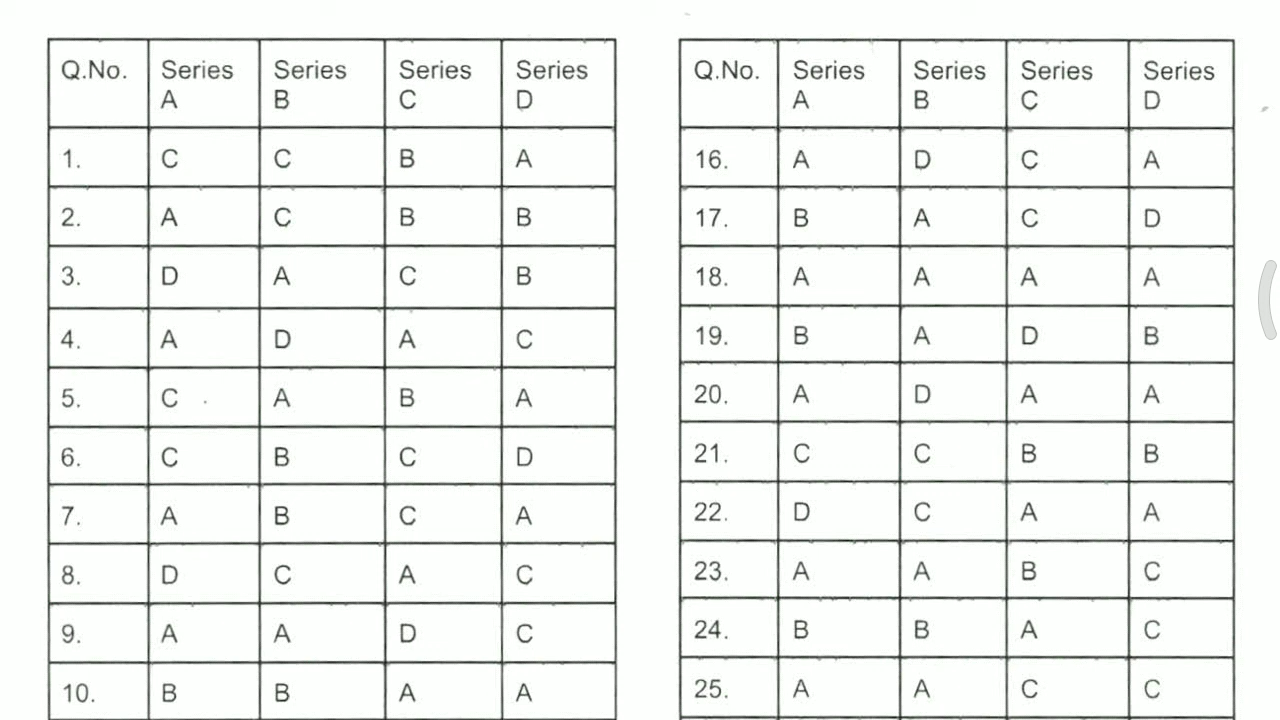 Q.No. Series A Series B Series C Series D
1. C C B A
2. A C B B
3. D A C B
4. A D A C
5. C A B A
6. C B C D
7. A B C A
8. D C A C
9. A A D C
10. B B A A
Q.No. Series A Series B Series C Series D
16. A D C A
17. B A C D
18. A A A A
19. B A D B
20. A D A A
21. C C B B
22. D C A A
23. A A B C
24. B B A C
25. A A C C